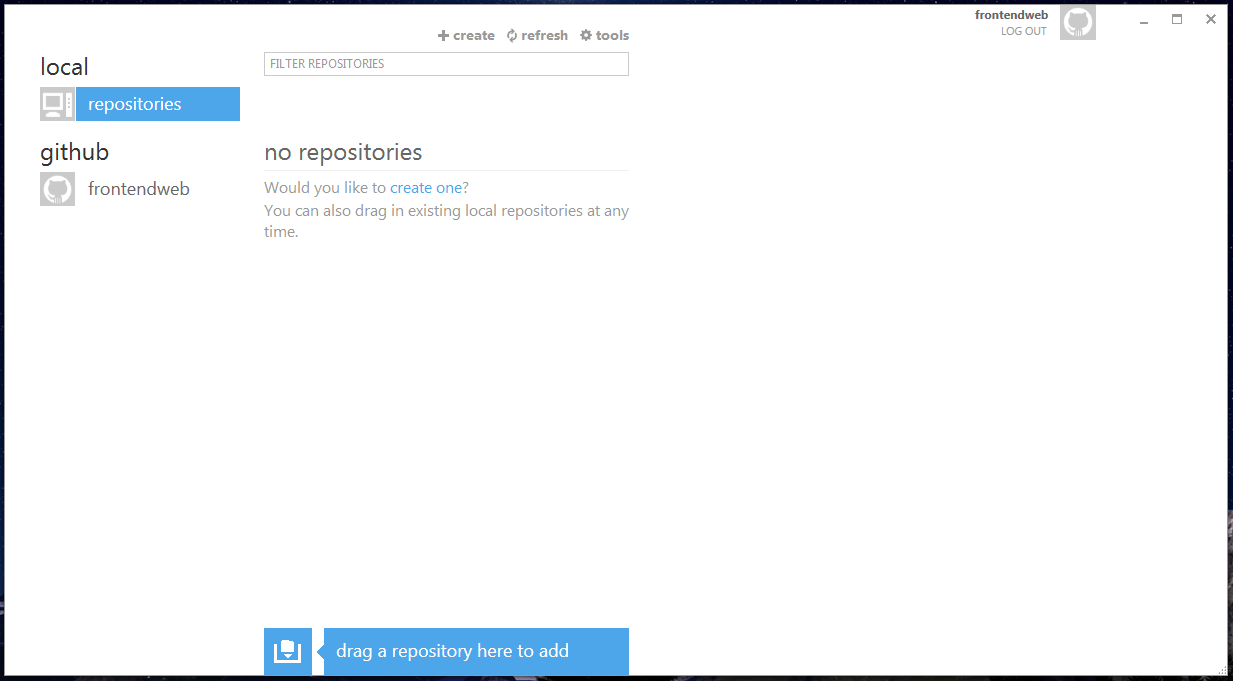 frontendweb
LOG OUT
create refresh tools
local
FILTER REPOSITORIES
repositories
github
frontendweb
no repositories
Would you like to create one?
You can also drag in existing local repositories at any
time.
drag a repository here to add